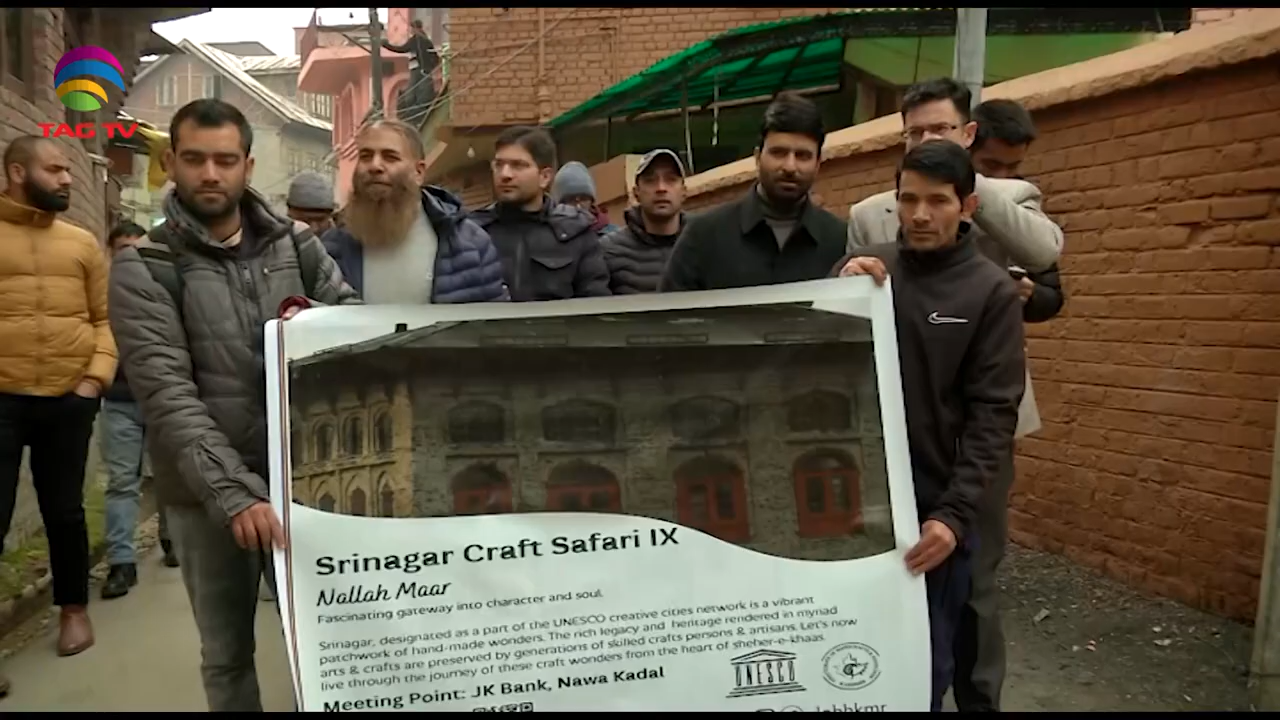 TAG TV
Srinagar Craft Safari IX
Nallah Maar
Fascinating gateway into character and soul.
Srinagar, designated as a part of the UNESCO creative cities network is a vibrant
patchwork of hand-made wonders. The rich legacy and heritage rendered in myriad
arts & crafts are preserved by generations of skilled crafts persons & artisans. Let's now
live through the journey of these craft wonders from the heart of sheher-e-khaas.
UNESCO
Meeting Point: JK Bank, Nawa Kadal